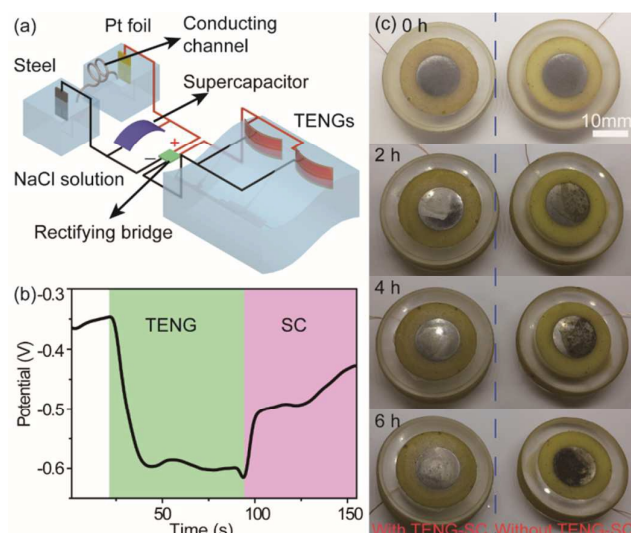 (a)
Pt foil
Conducting
channel
Steel
Supercapacitor
TENGs
+
−
NaCl solution
Rectifying bridge
(b)
-0.3
-0.4
-0.5
-0.6
Potential (V)
TENG
SC
50
100
150
Time (s)
(c)
0 h
10mm
2 h
4 h
6 h
With TENG-SC
Without TENG-SC